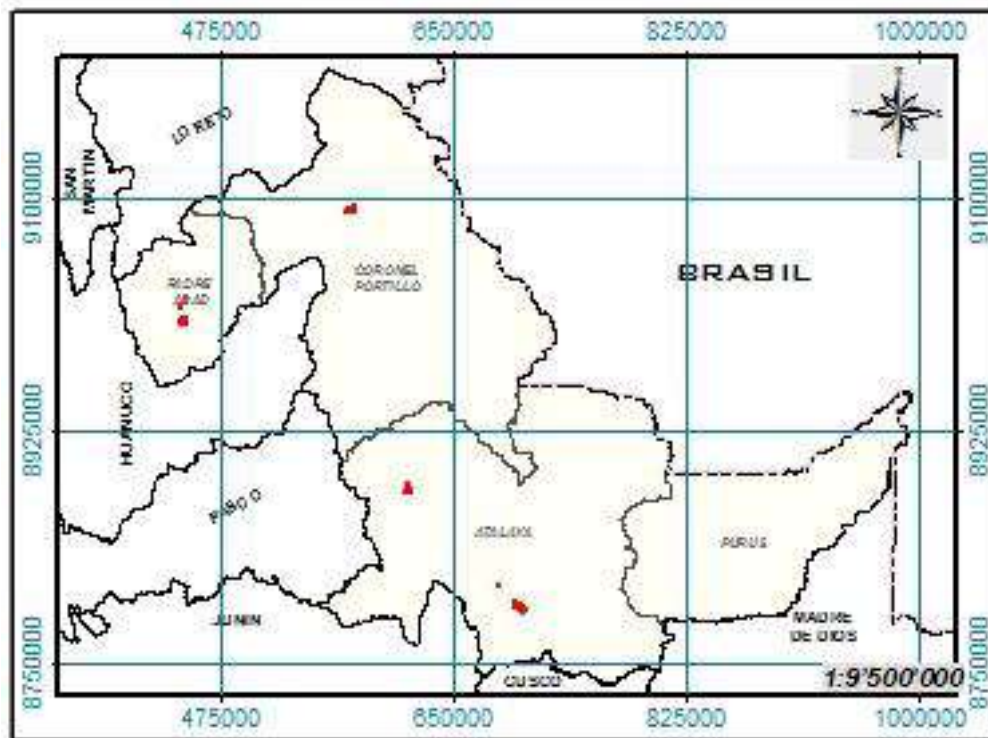 475000 650000 825000 1000000
LORETO
SAN
MARTIN
9100000
9100000
CORONEL
PORTILLO
BRASIL
PADRE
ABAD
HUANUCO
8925000
8925000
PASCO
ATALAYA
PURUS
JUNIN
MADRE
DE DIOS
CUSCO
8750000
8750000
1:9'500'000
475000 650000 825000 1000000